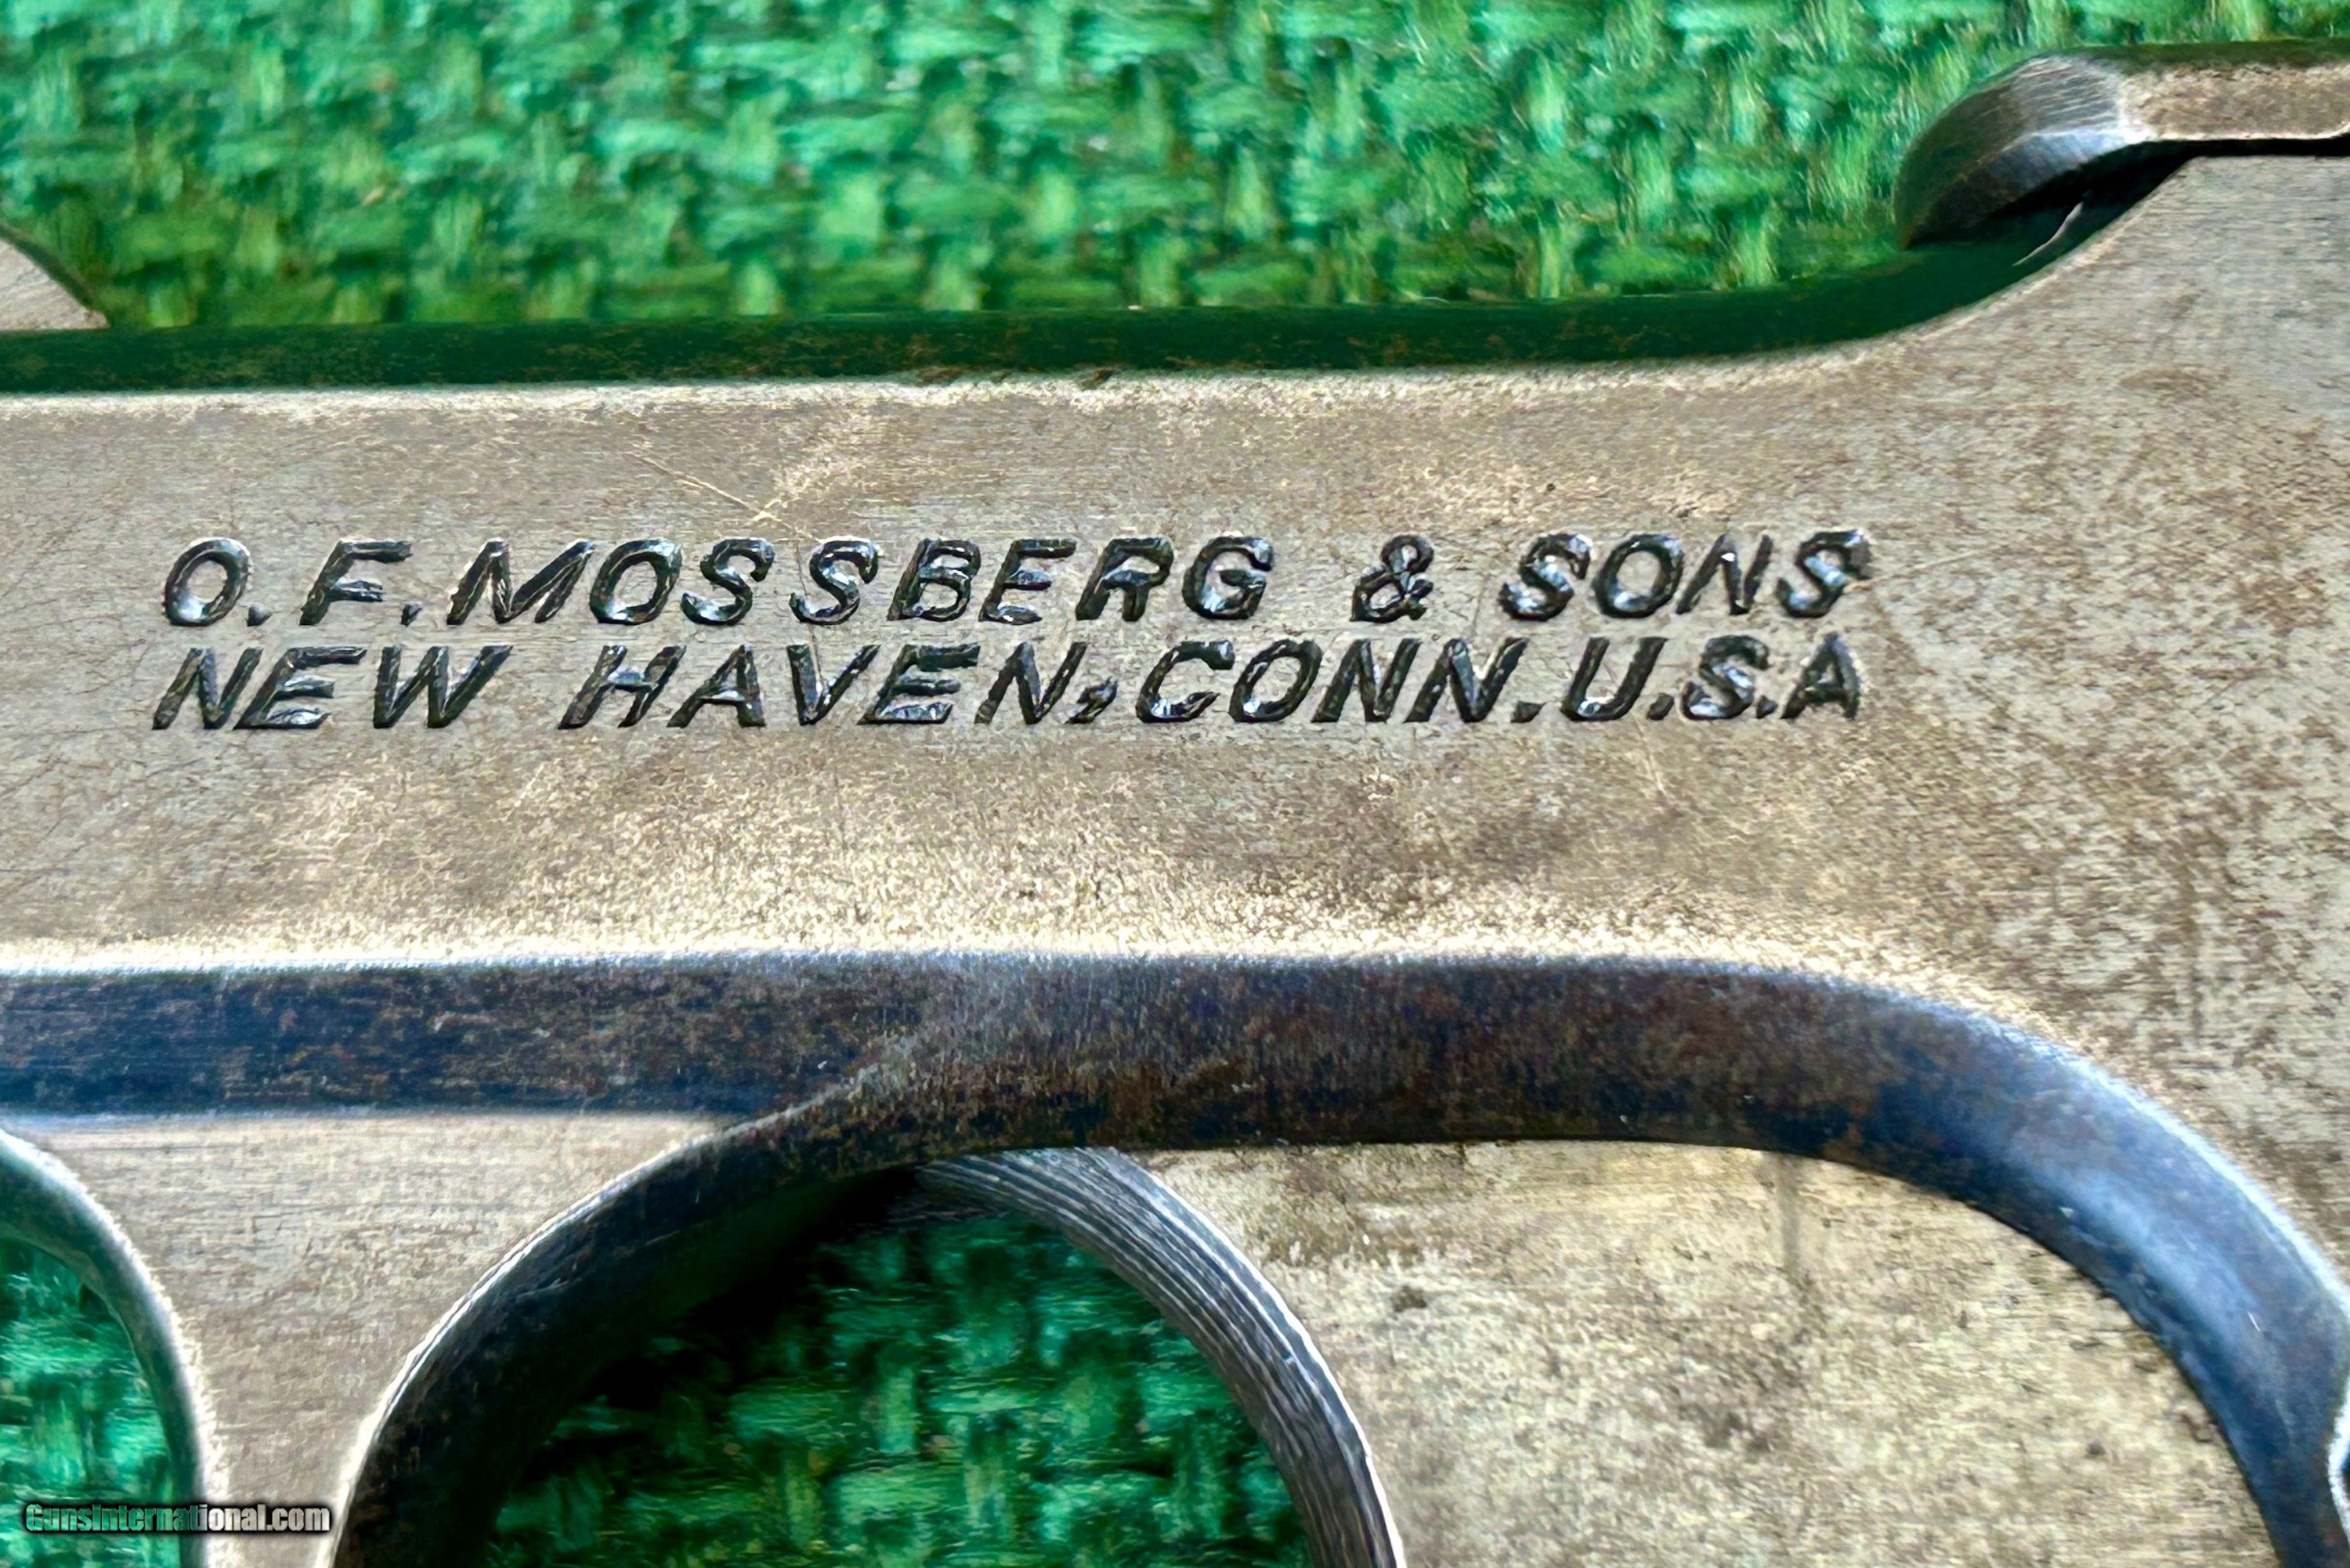 O. F. MOSSBERG & SONS
NEW HAVEN, CONN. U.S.A
GunsInternational.com